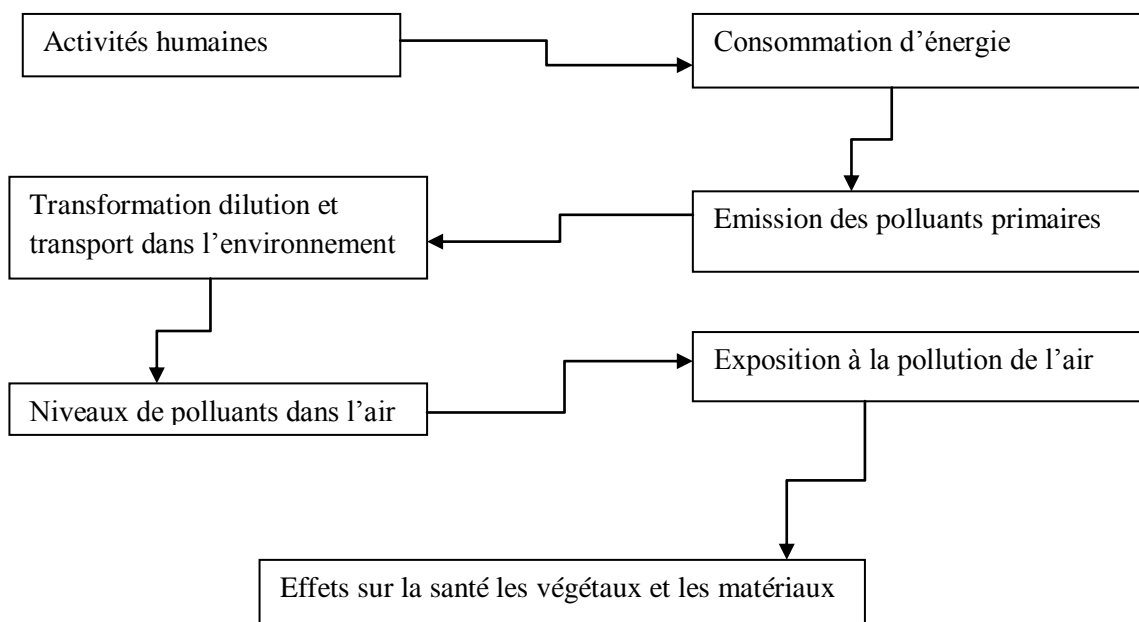 Activités humaines
Consommation d’énergie
Transformation dilution et
transport dans l’environnement
Emission des polluants primaires
Exposition à la pollution de l’air
Niveaux de polluants dans l’air
Effets sur la santé les végétaux et les matériaux